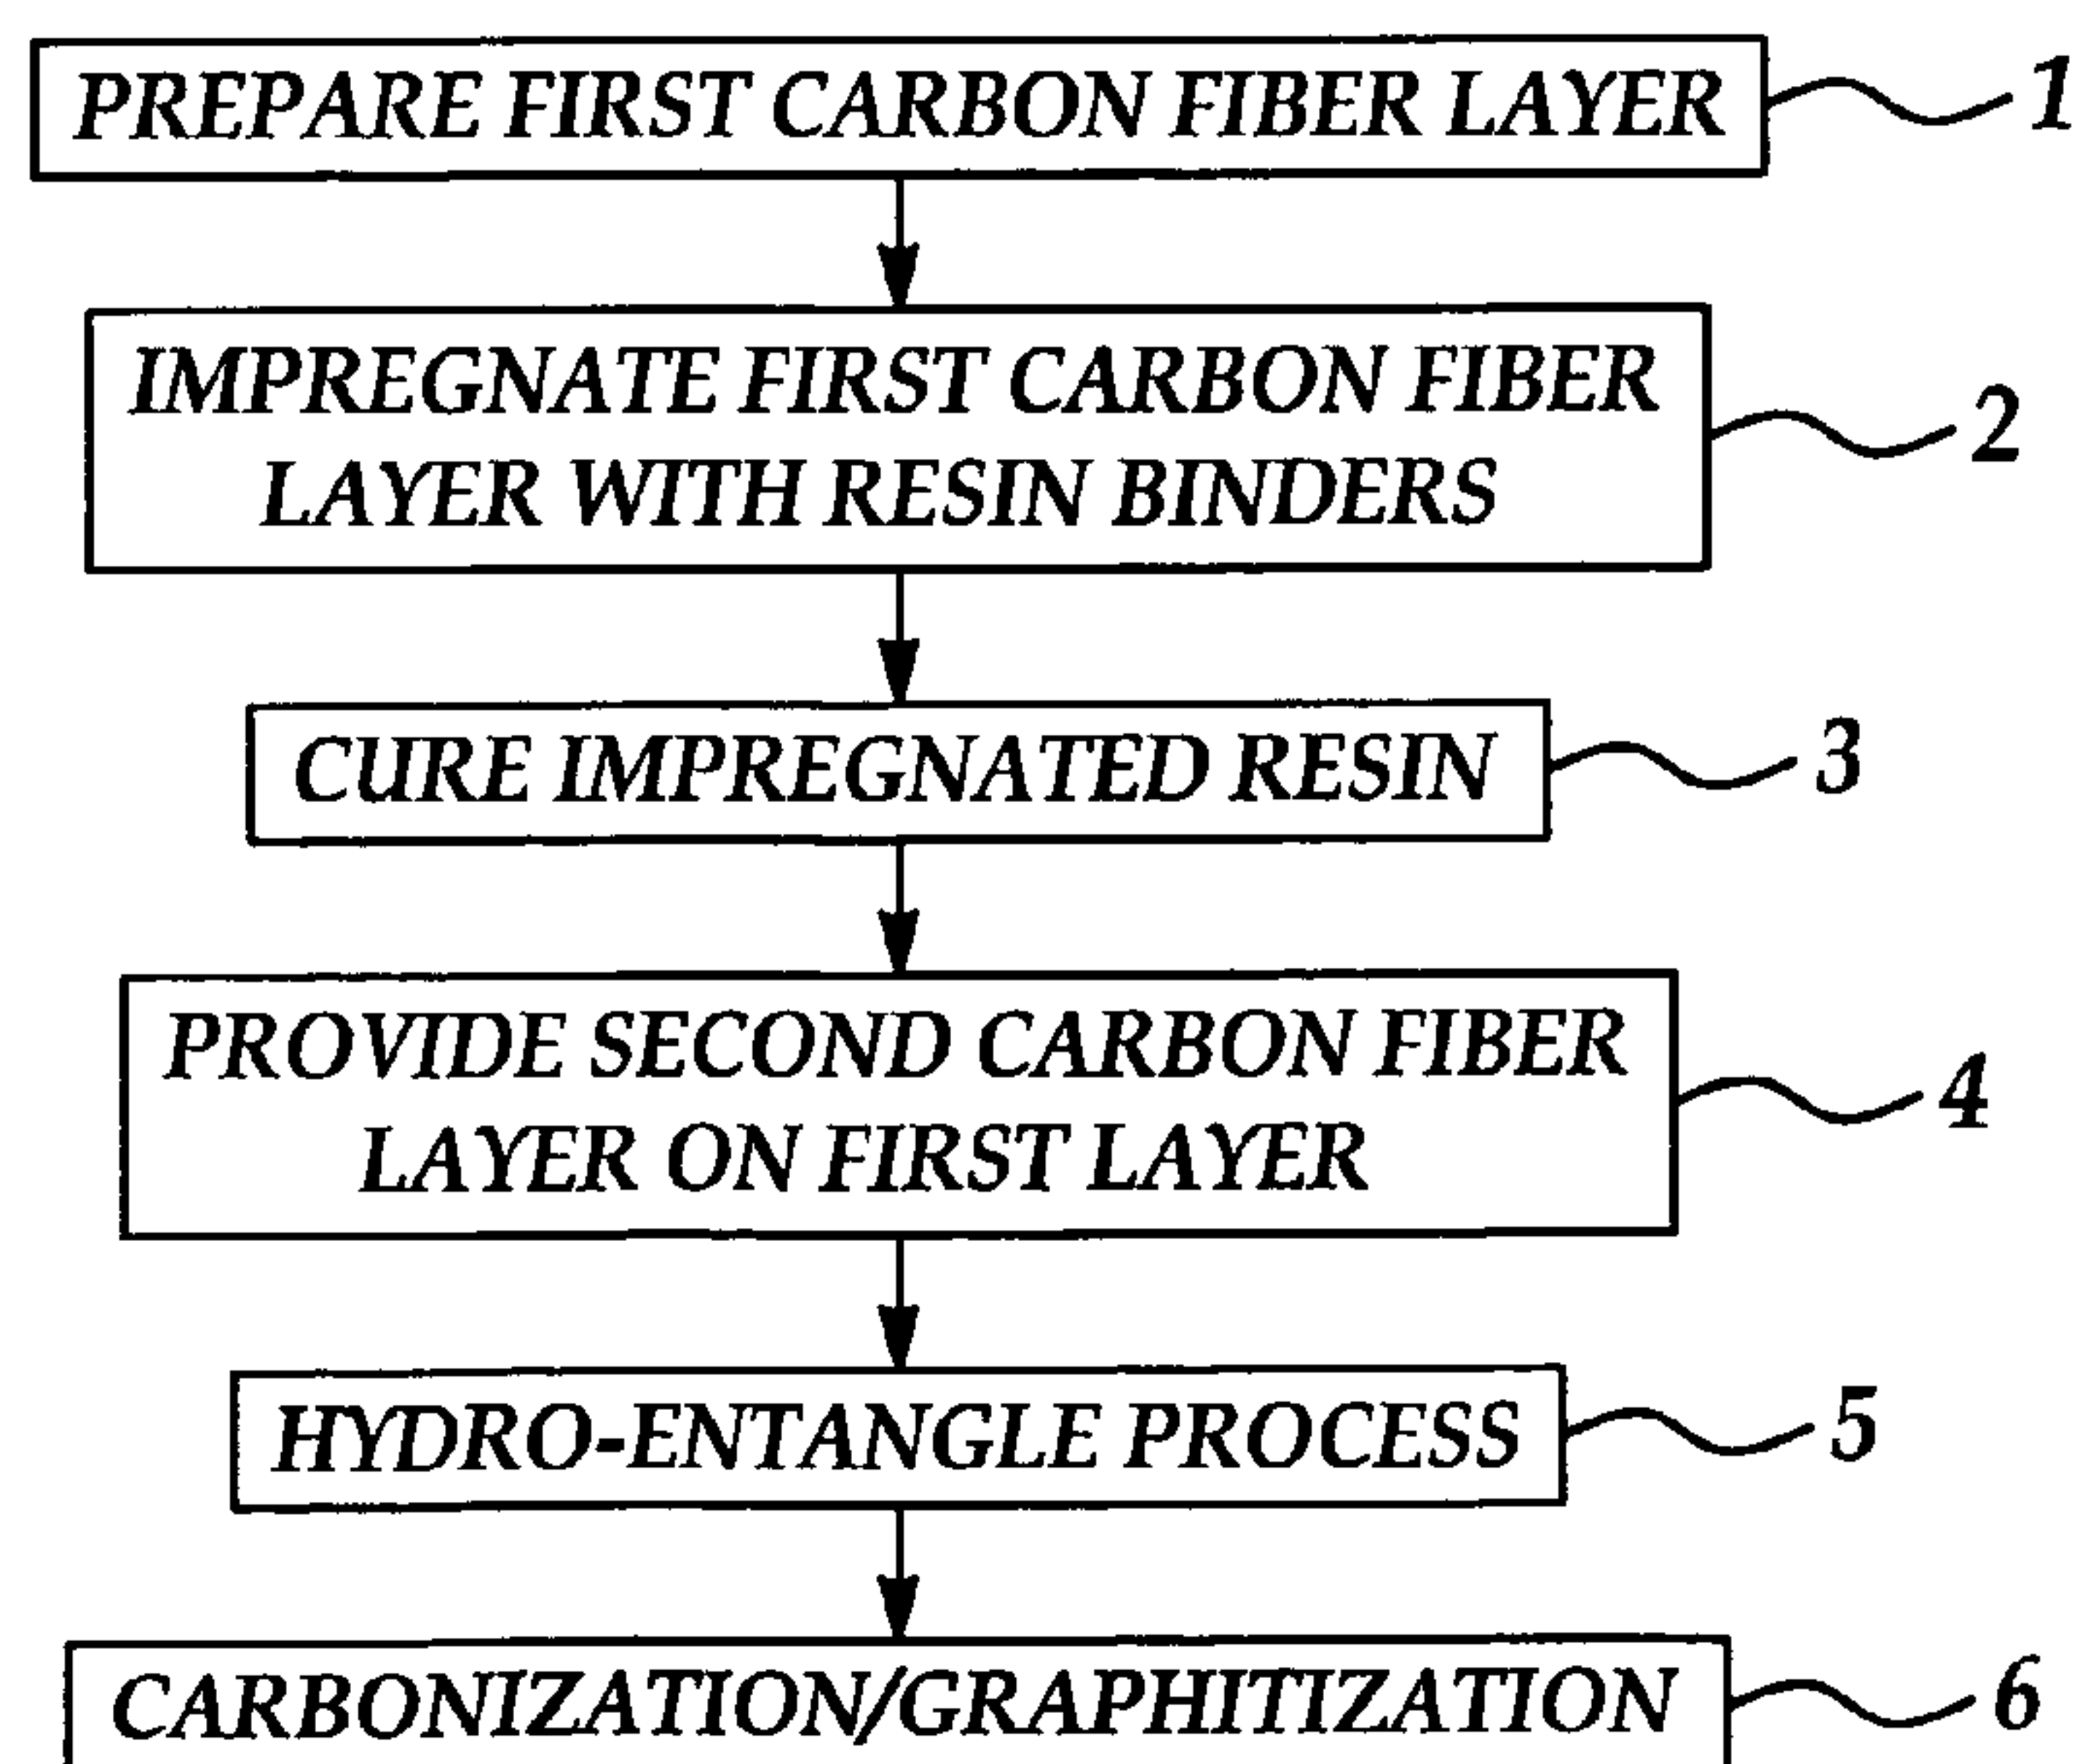 PREPARE FIRST CARBON FIBER LAYER 1
IMPREGNATE FIRST CARBON FIBER
LAYER WITH RESIN BINDERS 2
CURE IMPREGNATED RESIN 3
PROVIDE SECOND CARBON FIBER
LAYER ON FIRST LAYER 4
HYDRO-ENTANGLE PROCESS 5
CARBONIZATION/GRAPHITIZATION 6